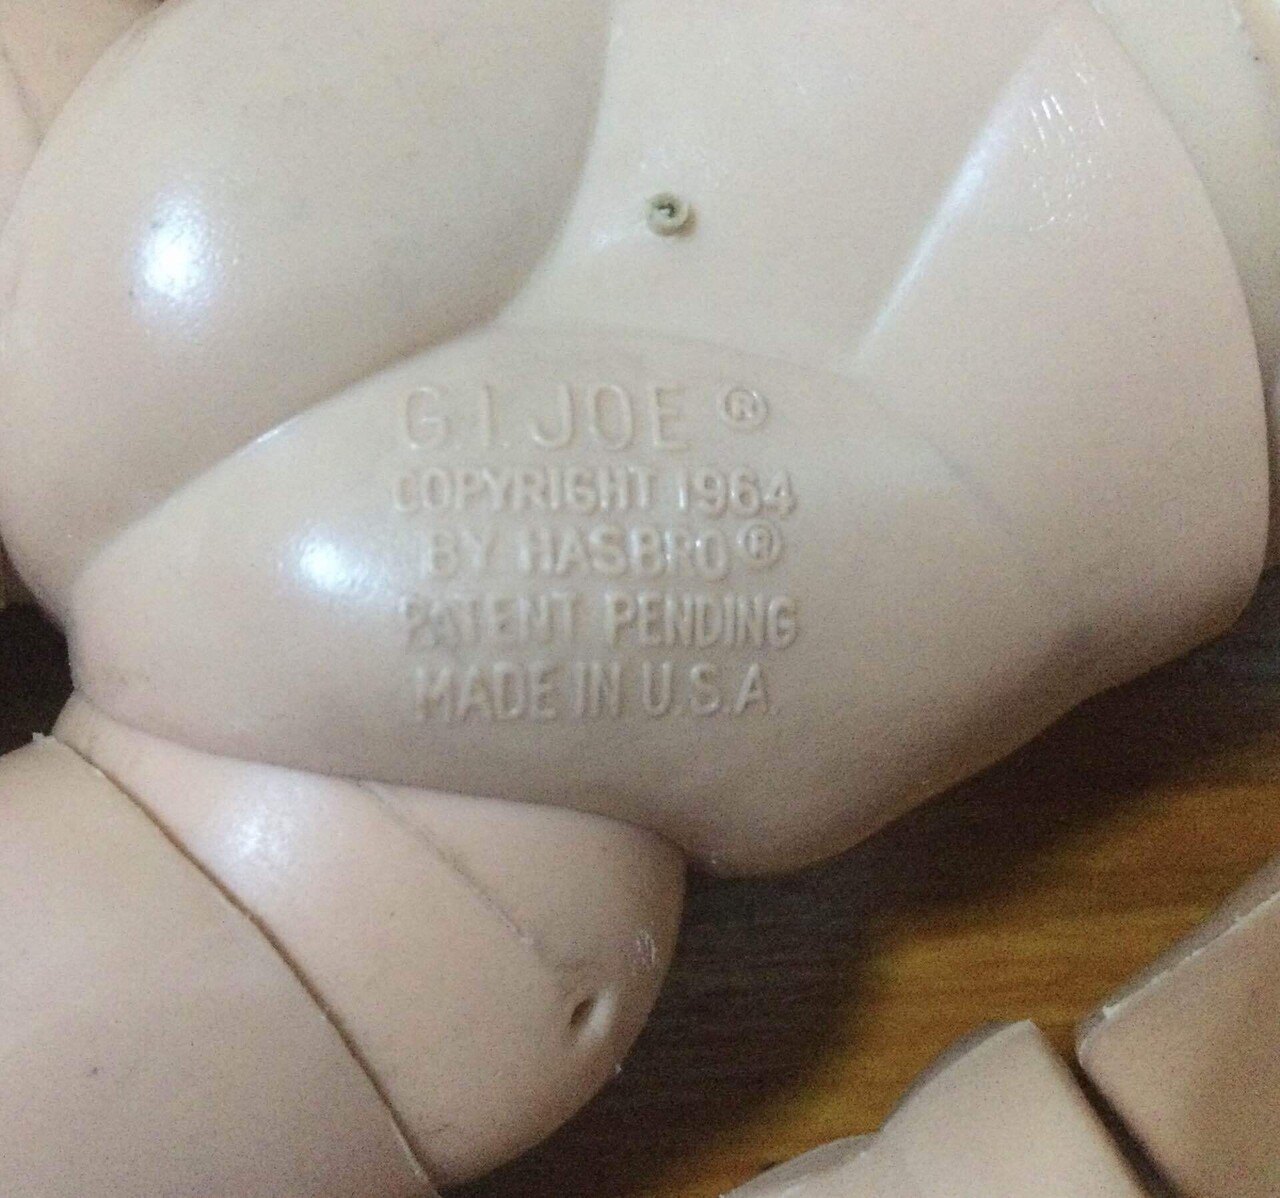 G.I. JOE ®
COPYRIGHT 1964
BY HASBRO ®
PATENT PENDING
MADE IN U.S.A.